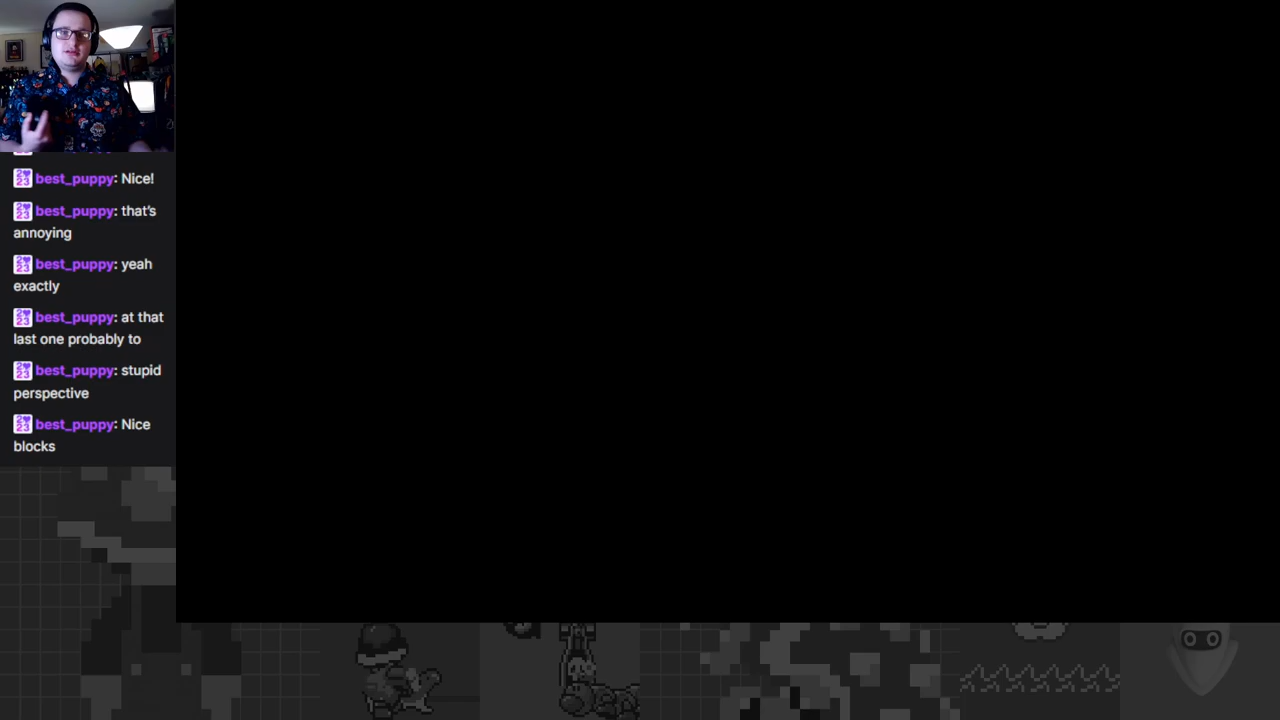 best_puppy: Nice!
best_puppy: that's
annoying
best_puppy: yeah
exactly
best_puppy: at that
last one probably to
best_puppy: stupid
perspective
best_puppy: Nice
blocks